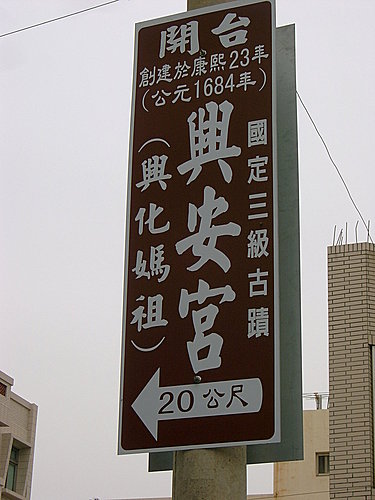 開台
創建於康熙23年
(公元1684年)
國定三級古蹟
興安宮
(興化媽祖)
20公尺